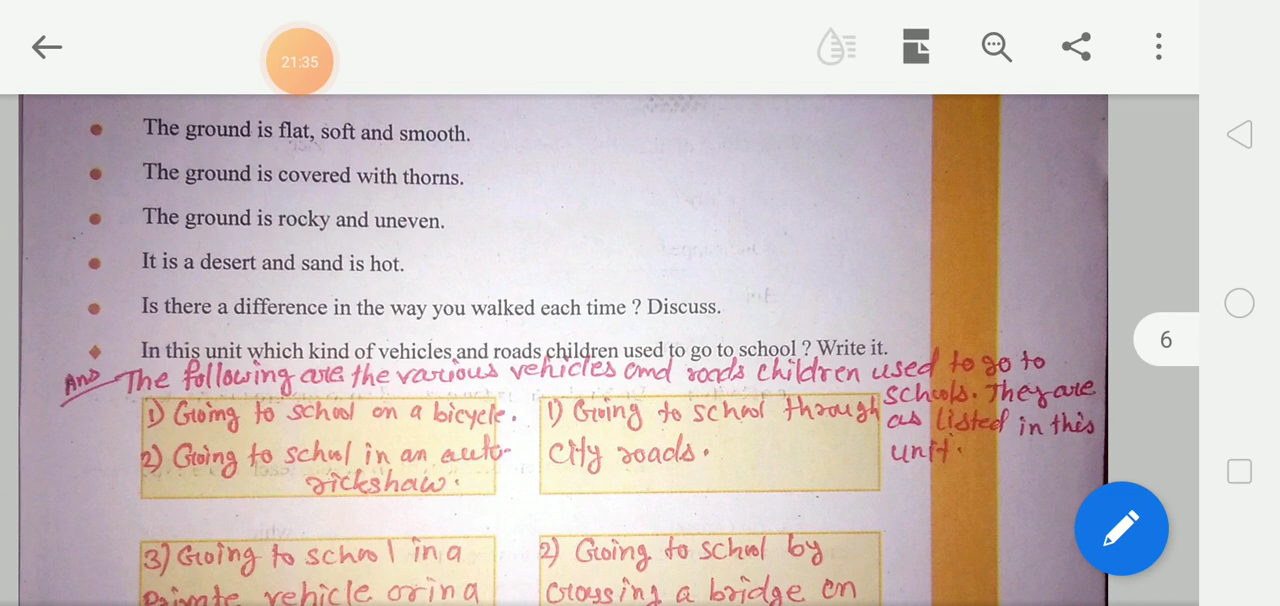 21:35
The ground is flat, soft and smooth.
The ground is covered with thorns.
The ground is rocky and uneven.
It is a desert and sand is hot.
Is there a difference in the way you walked each time ? Discuss.
In this unit which kind of vehicles and roads children used to go to school ? Write it.
Ans The following are the various vehicles and roads children used to go to
schools. They are
as listed in this
unit.
1) Going to school on a bicycle.
2) Going to school in an auto-
rickshaw.
1) Going to school through
city roads.
3) Going to school in a
private vehicle or in a
2) Going to school by
crossing a bridge on
6